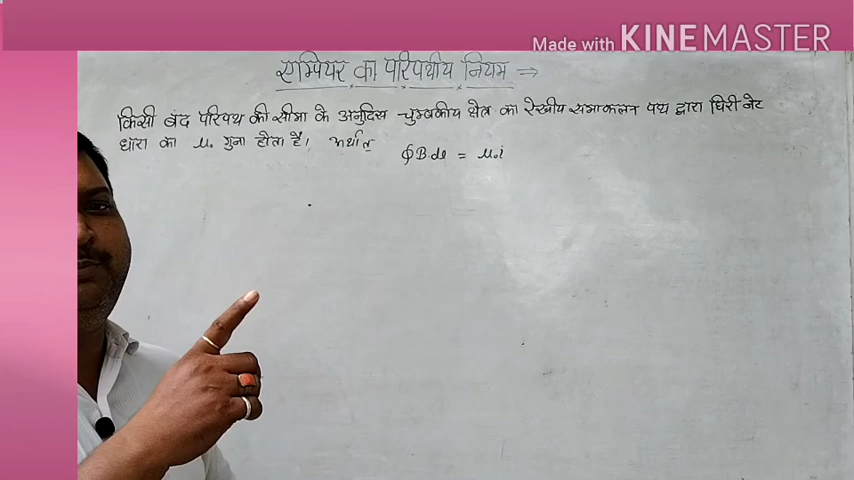 Made with KINEMASTER
एम्पियर का परिपथीय नियम ⇒
किसी बंद परिपथ की सीमा के अनुदिस चुम्बकीय क्षेत्र का रेखीय समाकलन पथ द्वारा घिरी नेट
धारा का μ₀ गुना होता है। अर्थात्
∮B.dl = μ₀i